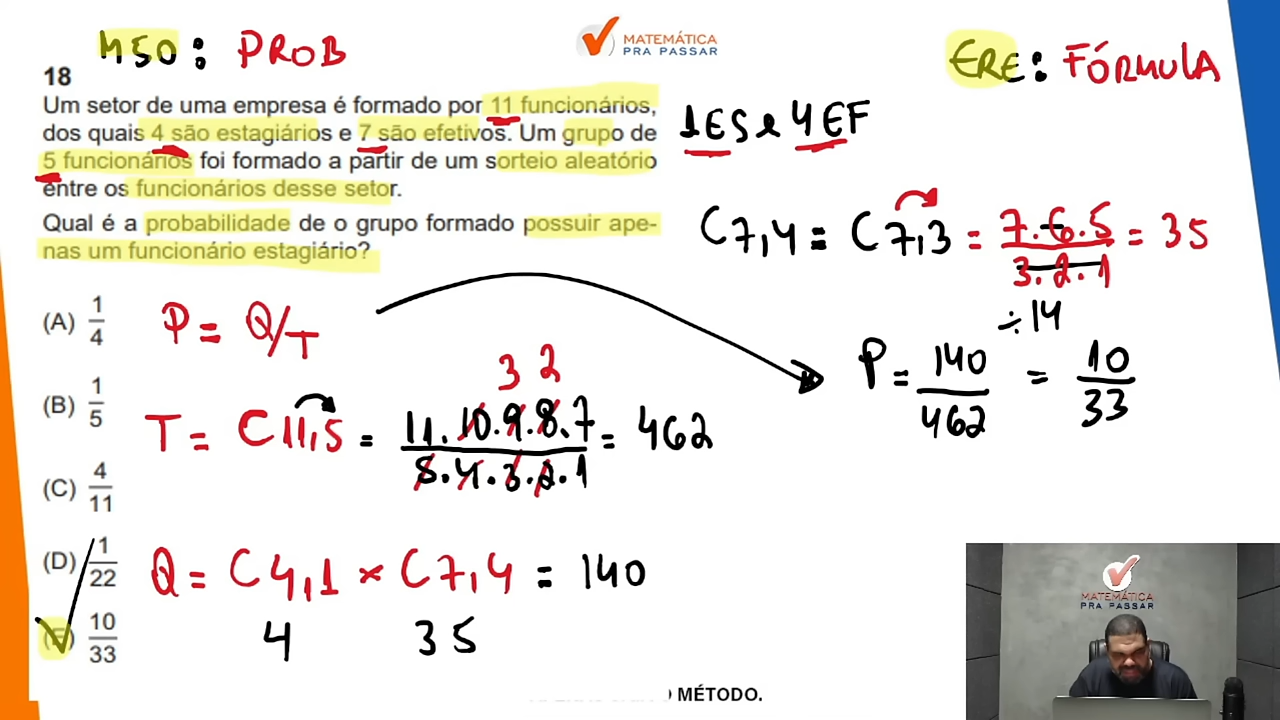 M50: PROB
MATEMÁTICA
PRA PASSAR
ERE: FÓRMULA
18
Um setor de uma empresa é formado por 11 funcionários,
dos quais 4 são estagiários e 7 são efetivos. Um grupo de
5 funcionários foi formado a partir de um sorteio aleatório
entre os funcionários desse setor.
Qual é a probabilidade de o grupo formado possuir ape-
nas um funcionário estagiário?
1ES e 4EF
C7,4 = C7,3 = 7.6.5/3.2.1 = 35
(A) 1/4
P = Q/T
÷14
P = 140/462 = 10/33
(B) 1/5
3 2
T = C11,5 = 11.10.9.8.7/5.4.3.2.1 = 462
(C) 4/11
(D) 1/22
Q = C4,1 × C7,4 = 140
4 35
(E) 10/33
MATEMÁTICA
PRA PASSAR
MÉTODO.